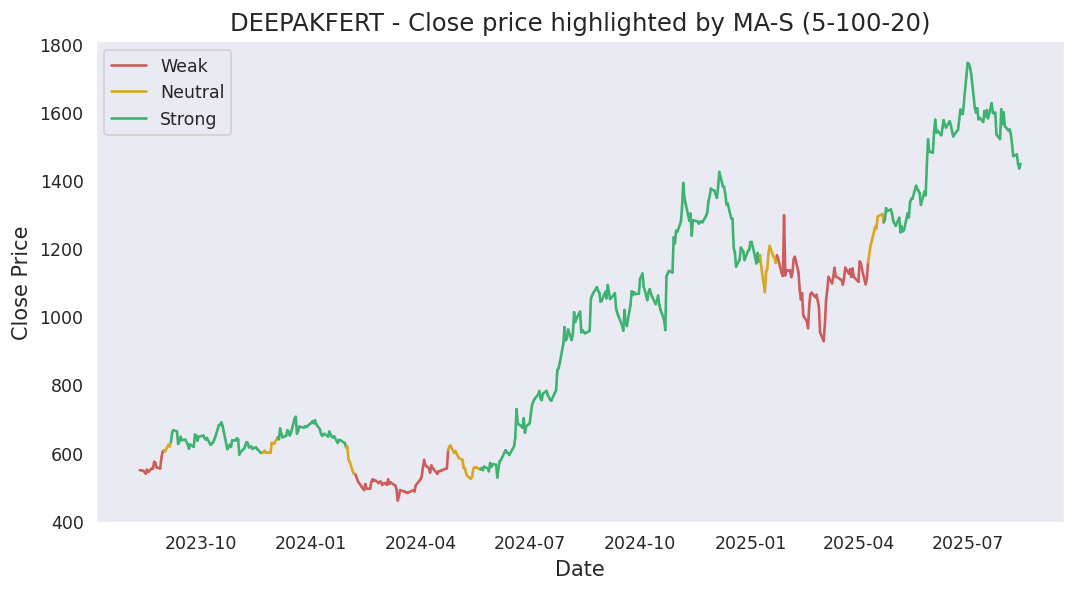 DEEPAKFERT - Close price highlighted by MA-S (5-100-20)
Weak
Neutral
Strong
1800
1600
1400
1200
1000
800
600
400
Close Price
2023-10 2024-01 2024-04 2024-07 2024-10 2025-01 2025-04 2025-07
Date